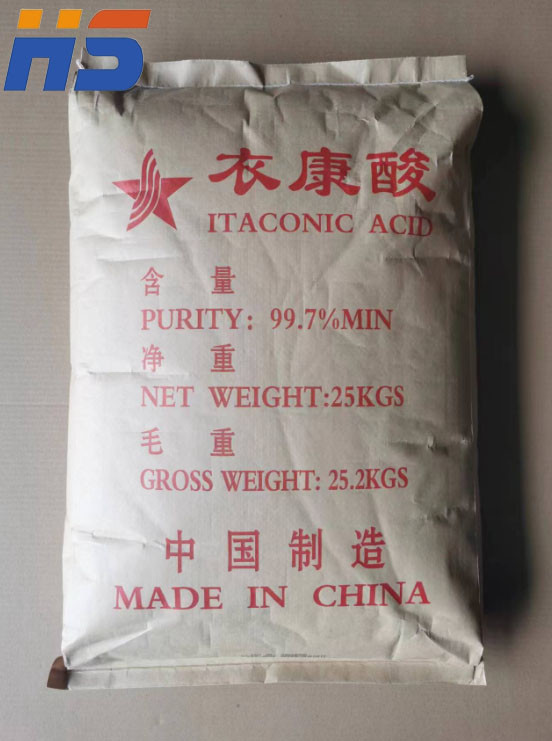 HS
衣康酸
ITACONIC ACID
含 量
PURITY: 99.7%MIN
净 重
NET WEIGHT:25KGS
毛 重
GROSS WEIGHT: 25.2KGS
中国制造
MADE IN CHINA